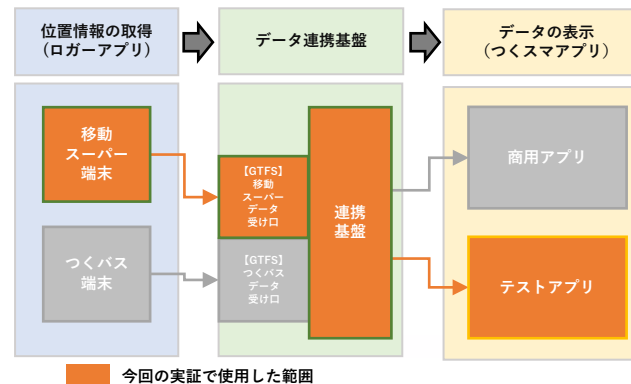 位置情報の取得
(ロガーアプリ)
データ連携基盤
データの表示
(つくスマアプリ)
移動
スーパー
端末
【GTFS】
移動
スーパー
データ
受け口
連携
基盤
商用アプリ
つくバス
端末
【GTFS】
つくバス
データ
受け口
テストアプリ
今回の実証で使用した範囲